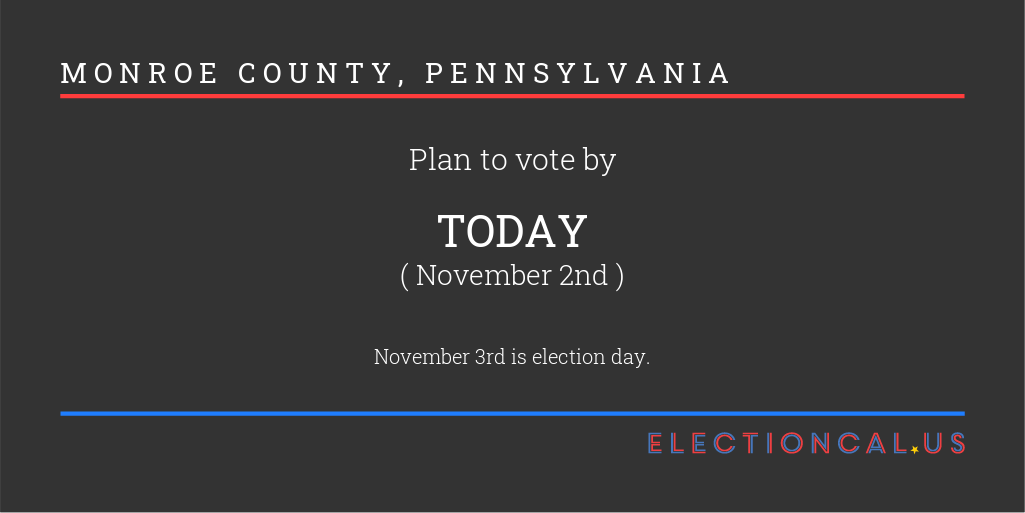 MONROE COUNTY, PENNSYLVANIA
Plan to vote by
TODAY
( November 2nd )
November 3rd is election day.
ELECTIONCAL.US